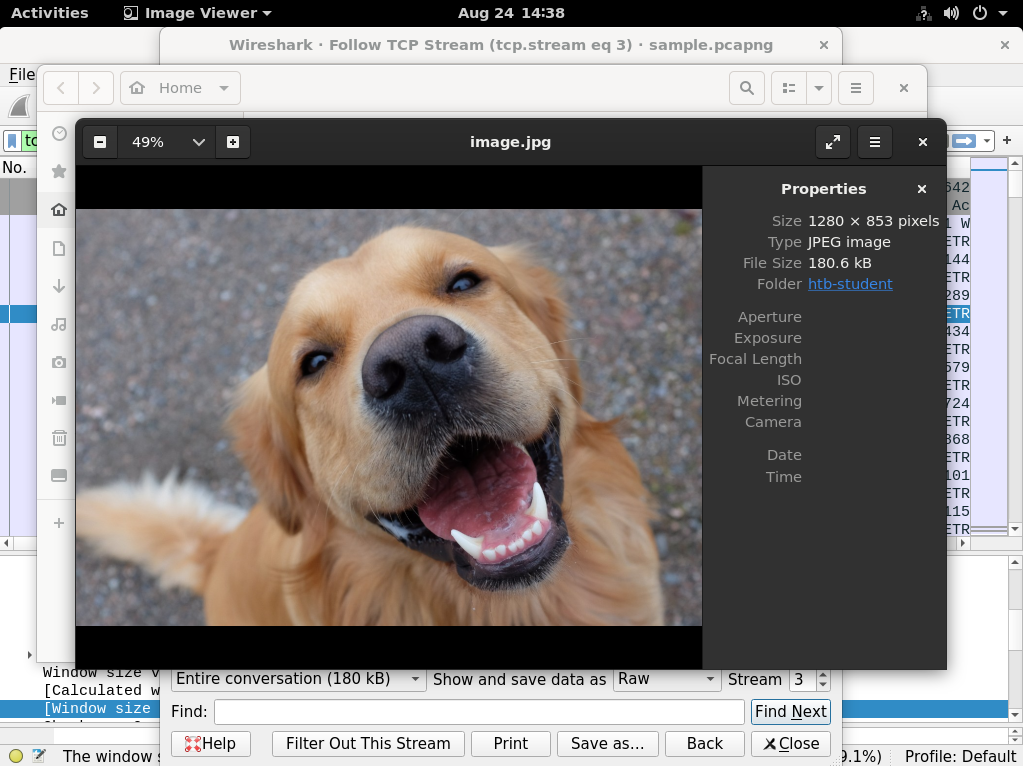 Activities Image Viewer Aug 24 14:38
Wireshark · Follow TCP Stream (tcp.stream eq 3) · sample.pcapng
File
Home
tc
49% image.jpg
No.
Properties
Size 1280 × 853 pixels
Type JPEG image
File Size 180.6 kB
Folder htb-student
Aperture
Exposure
Focal Length
ISO
Metering
Camera
Date
Time
642
Ac
1 W
ETR
144
ETR
289
ETR
434
ETR
579
ETR
724
ETR
868
ETR
101
ETR
115
ETR
Window size v
[Calculated w
[Window size
Entire conversation (180 kB) Show and save data as Raw Stream 3
Find: Find Next
Help Filter Out This Stream Print Save as… Back Close
The window s 9.1%) Profile: Default